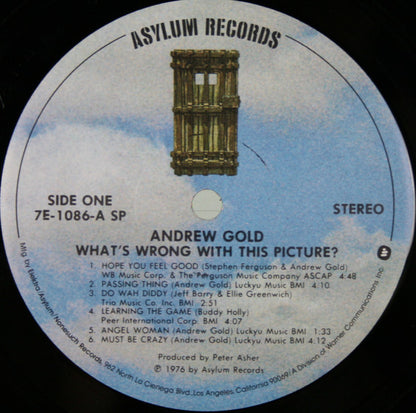 ASYLUM RECORDS
SIDE ONE
7E-1086-A SP
STEREO
ANDREW GOLD
WHAT'S WRONG WITH THIS PICTURE?
1. HOPE YOU FEEL GOOD (Stephen Ferguson & Andrew Gold)
WB Music Corp. & The Ferguson Music Company ASCAP 4:48
2. PASSING THING (Andrew Gold) Luckyu Music BMI 4:10
3. DO WAH DIDDY (Jeff Barry & Ellie Greenwich)
Trio Music Co. Inc. BMI • 2:51
4. LEARNING THE GAME (Buddy Holly)
Peer International Corp. BMI 4:07
5. ANGEL WOMAN (Andrew Gold) Luckyu Music BMI 1:33
6. MUST BE CRAZY (Andrew Gold) Luckyu Music BMI 4:12
Produced by Peter Asher
℗ 1976 by Asylum Records
Mfg by Elektra/Asylum/Nonesuch Records, 962 North La Cienega Blvd., Los Angeles, California 90069/A Division of Warner Communications Inc.